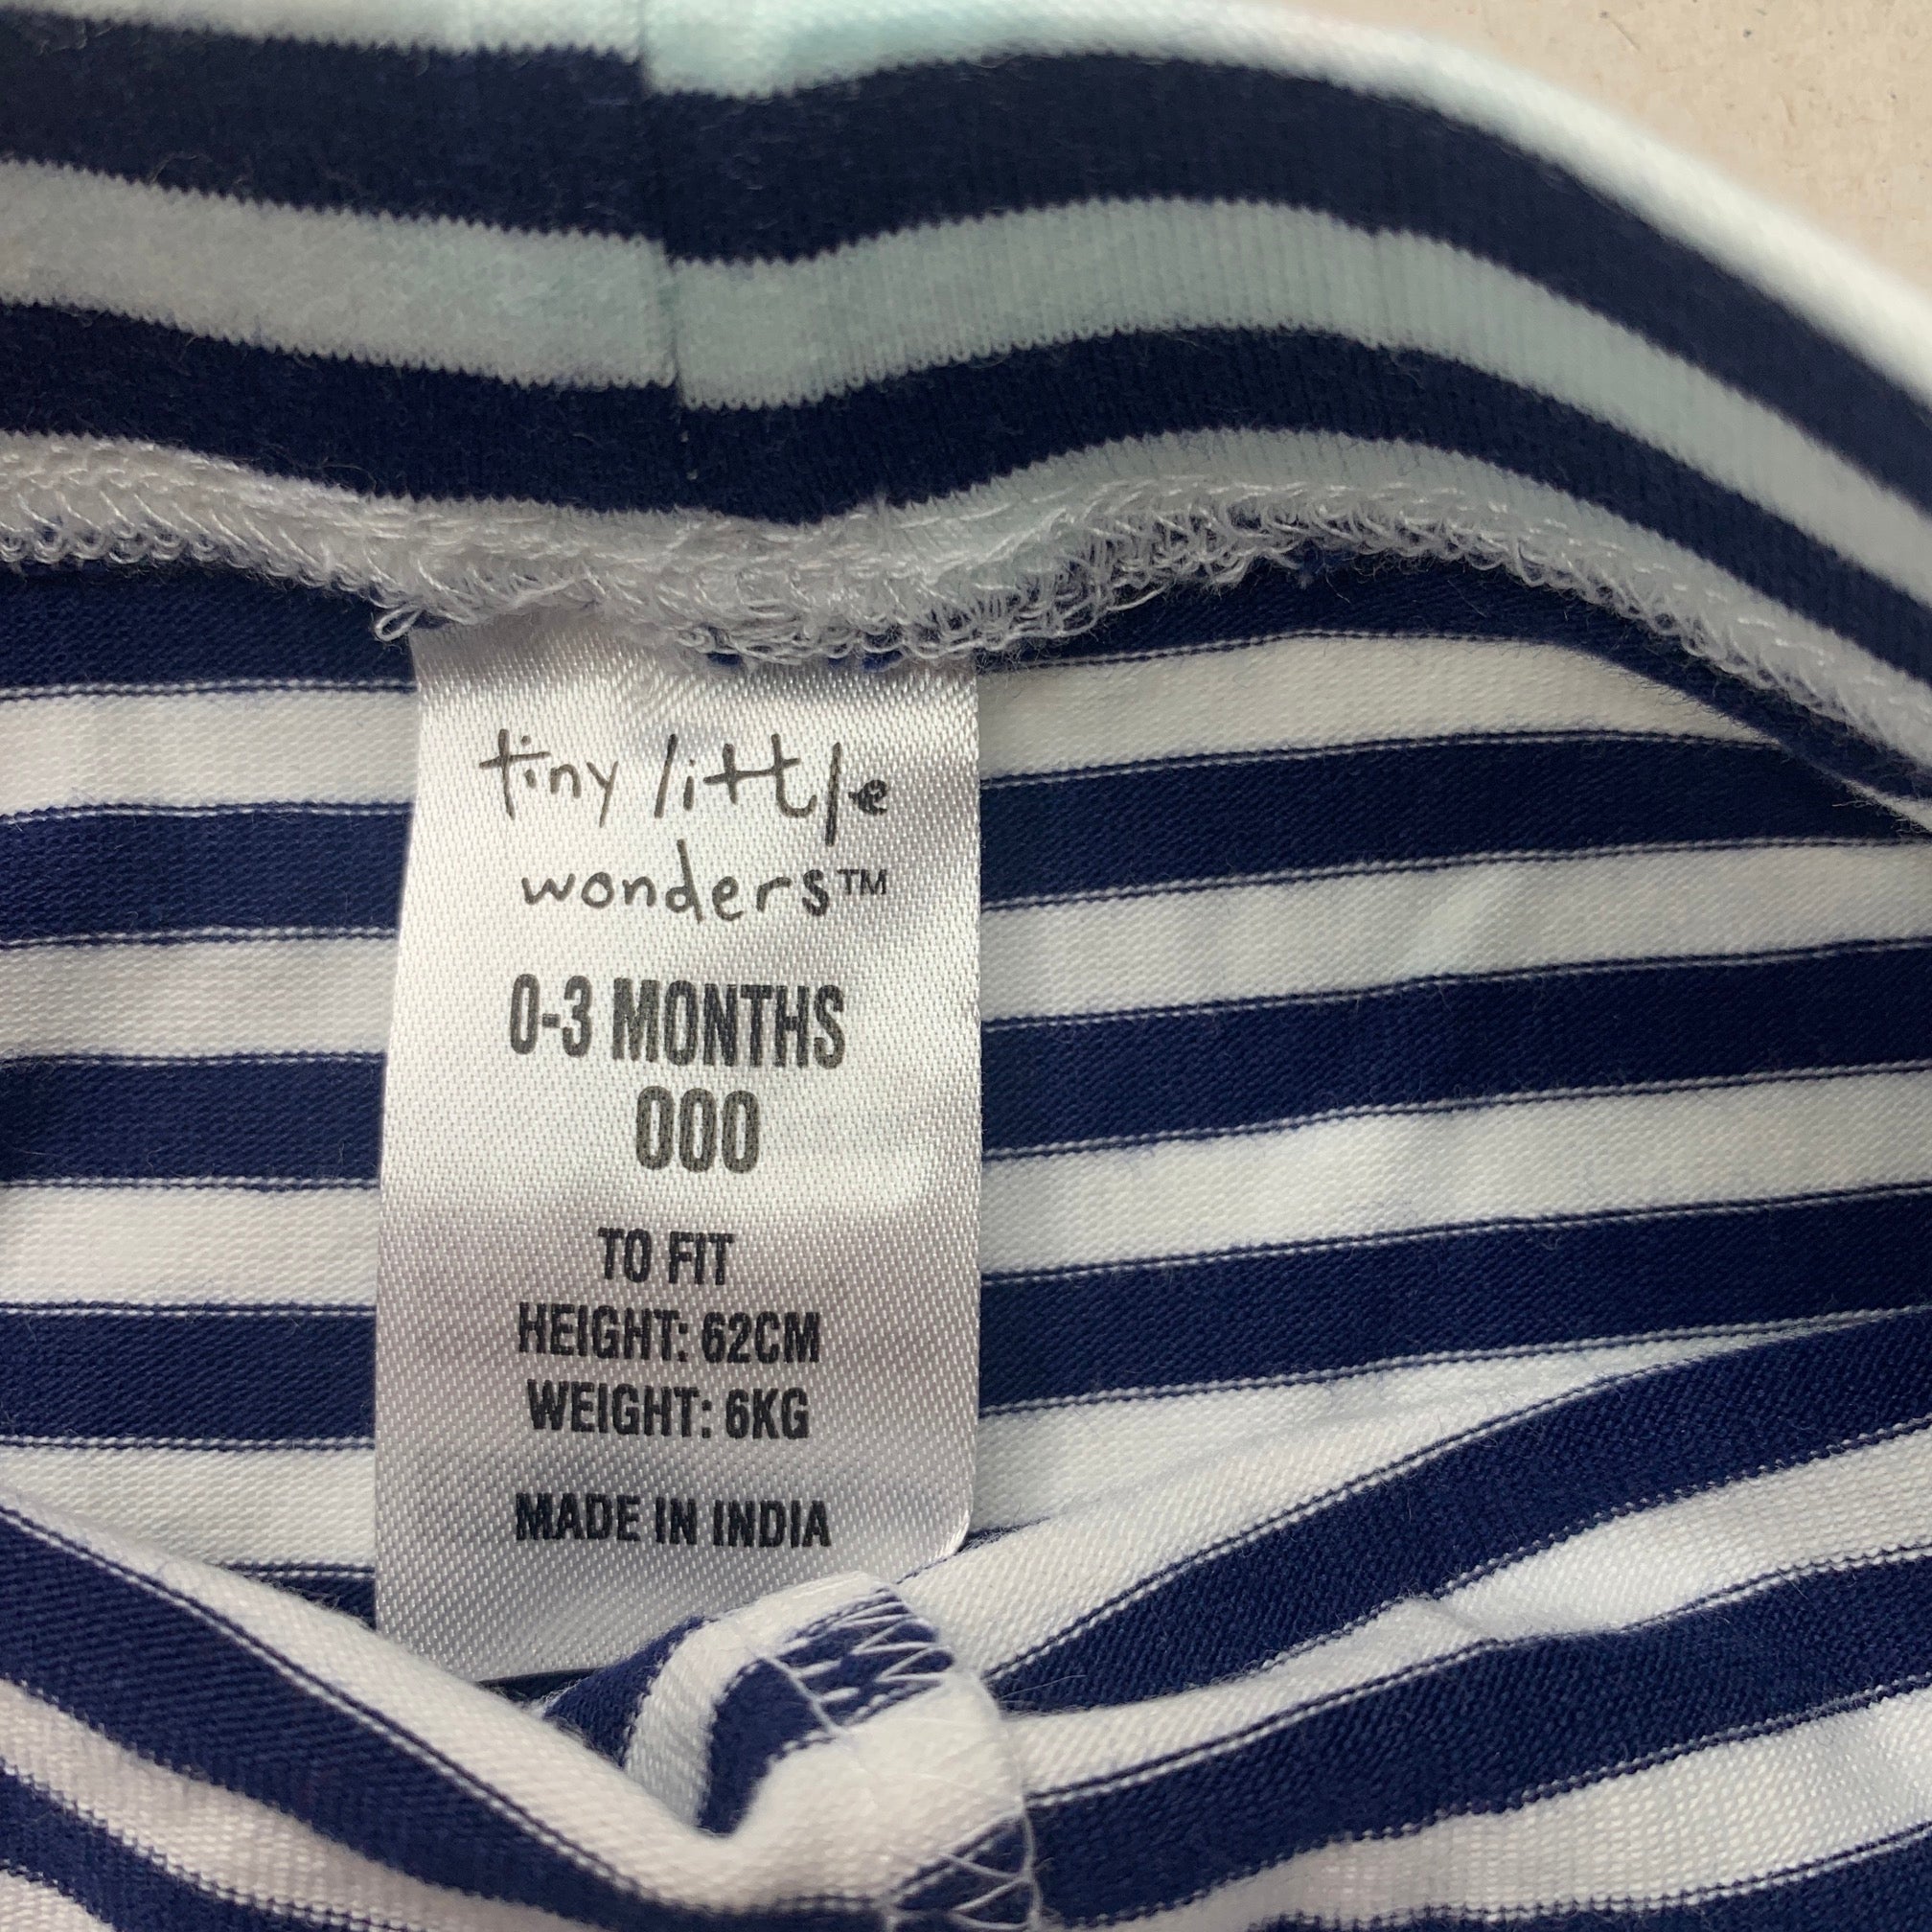 tiny little
wonders™
0-3 MONTHS
000
TO FIT
HEIGHT: 62CM
WEIGHT: 6KG
MADE IN INDIA